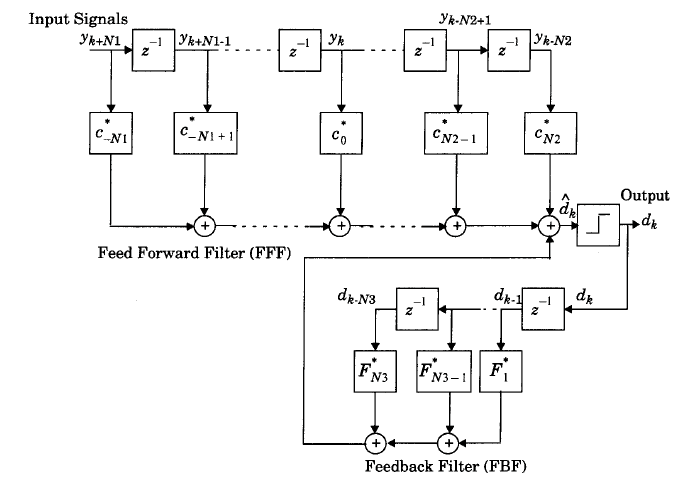 Input Signals
y_{k+N1} z^{-1} y_{k+N1-1} z^{-1} y_k z^{-1} y_{k-N2+1} z^{-1} y_{k-N2}
c^*_{-N1} c^*_{-N1+1} c^*_0 c^*_{N2-1} c^*_{N2}
Output
+ + + + \hat{d}_k d_k
Feed Forward Filter (FFF)
d_{k-N3} z^{-1} d_{k-1} z^{-1} d_k
F^*_{N3} F^*_{N3-1} F^*_1
+ +
Feedback Filter (FBF)